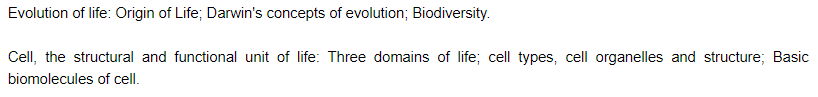 Evolution of life: Origin of Life; Darwin's concepts of evolution; Biodiversity.
Cell, the structural and functional unit of life: Three domains of life; cell types, cell organelles and structure; Basic
biomolecules of cell.